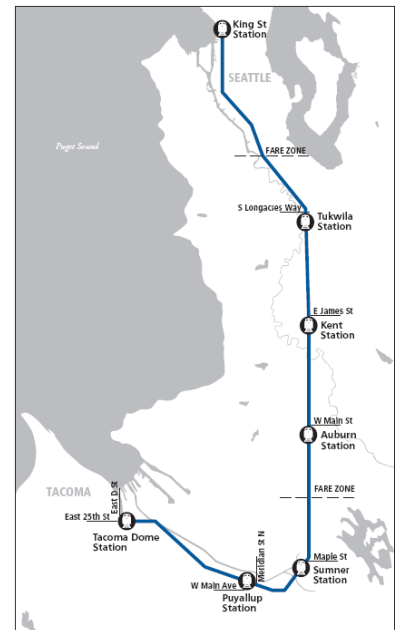 King St
Station
SEATTLE
Puget Sound
FARE ZONE
S Longacres Way
Tukwila
Station
E James St
Kent
Station
W Main St
Auburn
Station
FARE ZONE
TACOMA
East D St
East 25th St
Tacoma Dome
Station
Meridian St N
Maple St
Sumner
Station
W Main Ave
Puyallup
Station